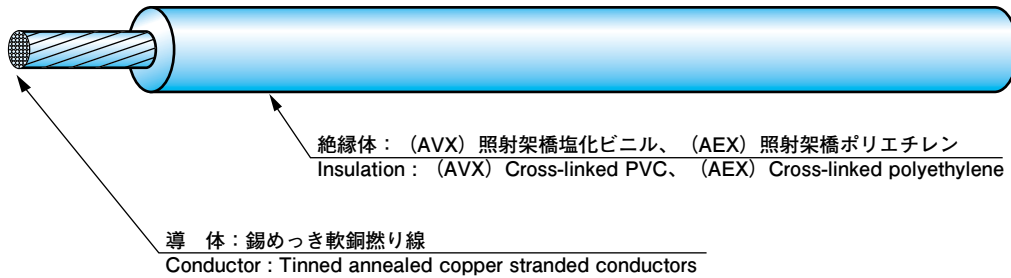 絶縁体：（AVX）照射架橋塩化ビニル、（AEX）照射架橋ポリエチレン
Insulation : （AVX）Cross-linked PVC、（AEX）Cross-linked polyethylene
導　体：錫めっき軟銅撚り線
Conductor : Tinned annealed copper stranded conductors